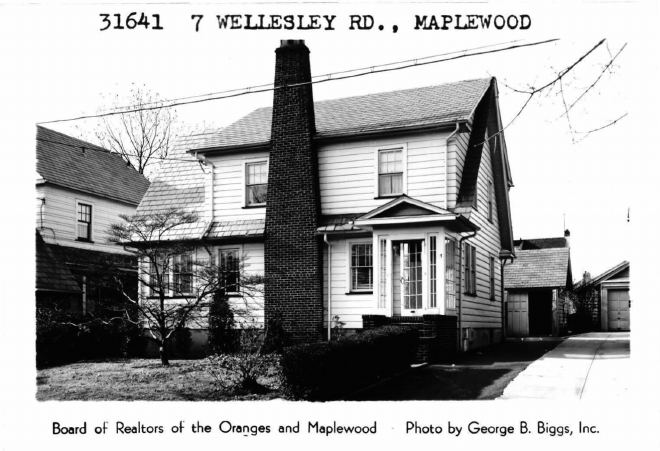 31641 7 WELLESLEY RD., MAPLEWOOD
Board of Realtors of the Oranges and Maplewood · Photo by George B. Biggs, Inc.